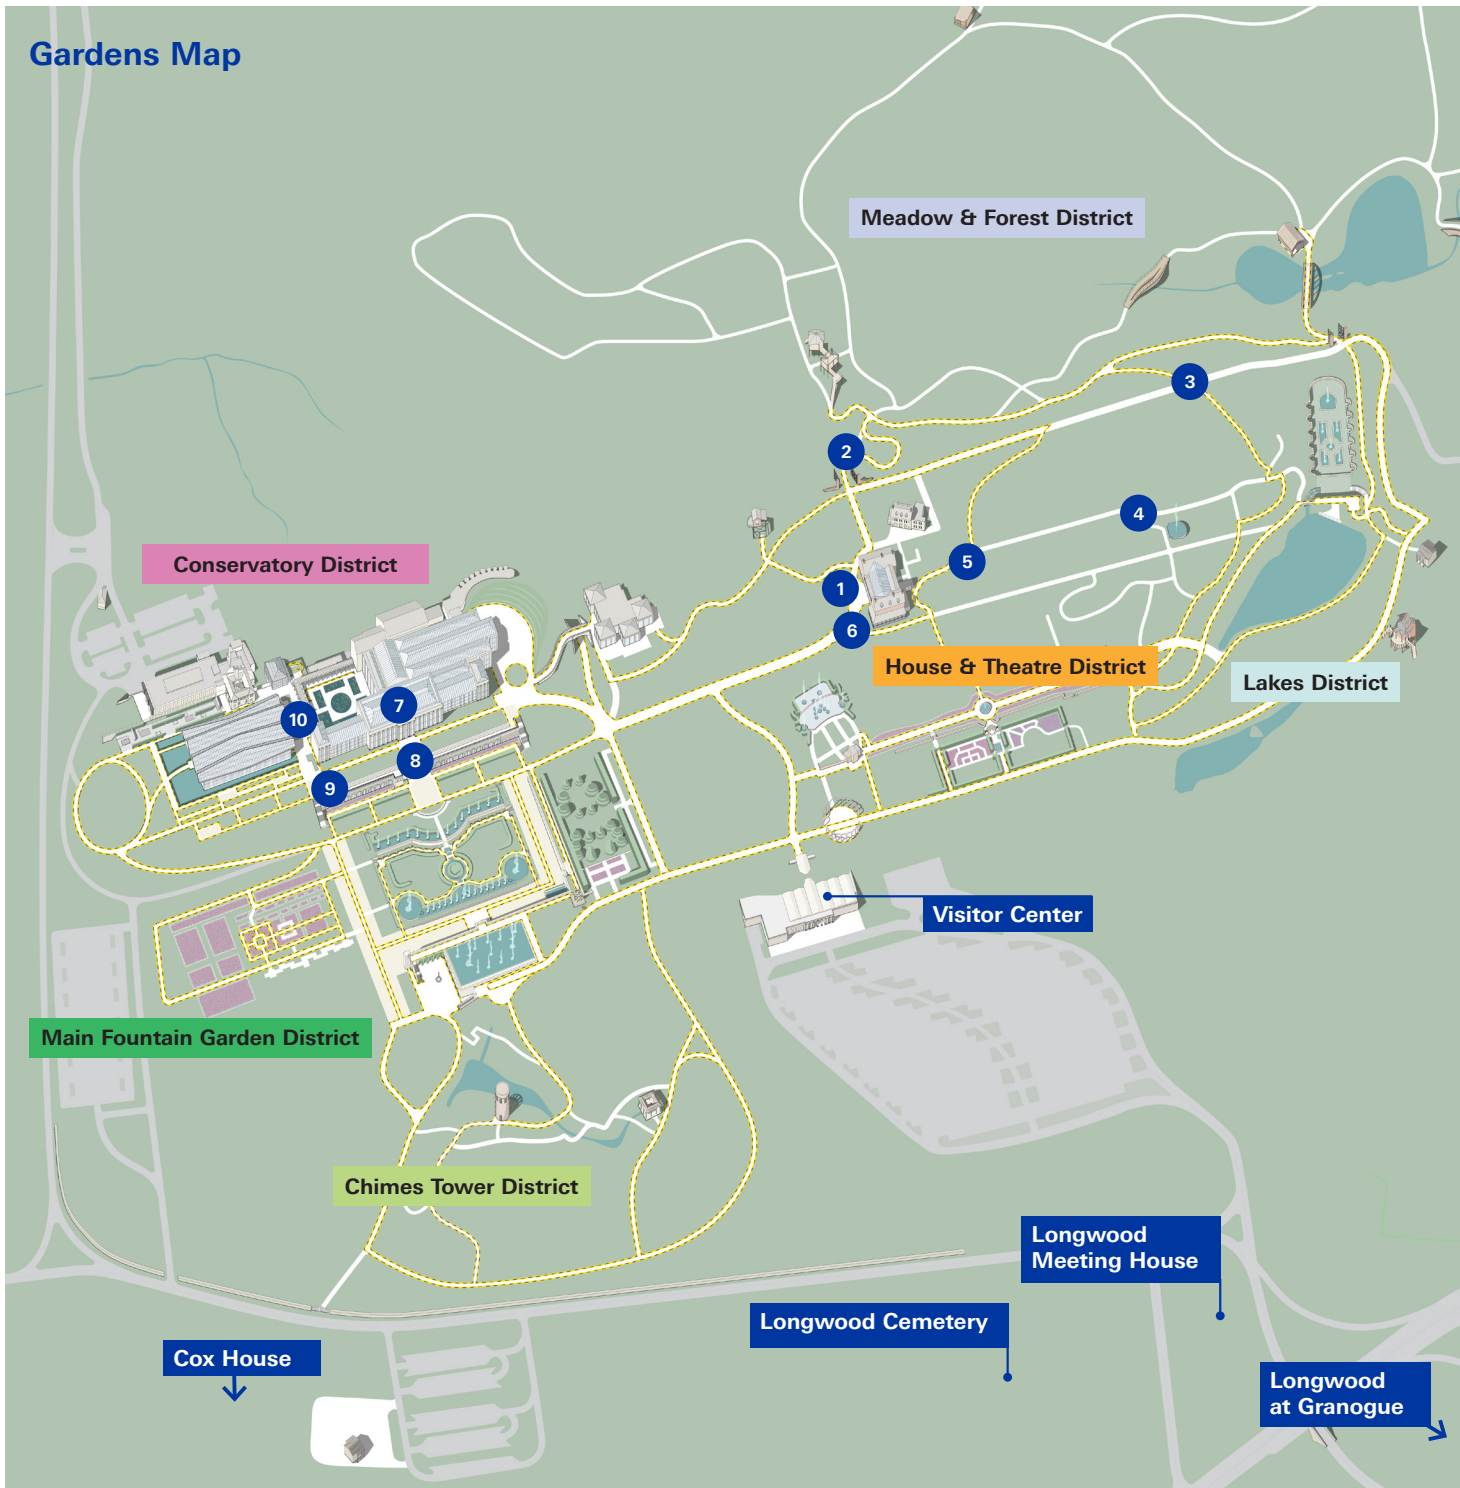 Gardens Map
Meadow & Forest District
3
2
4
Conservatory District
5
1
6
House & Theatre District
Lakes District
7
10
8
9
Visitor Center
Main Fountain Garden District
Chimes Tower District
Longwood
Meeting House
Longwood Cemetery
Cox House
Longwood
at Granogue